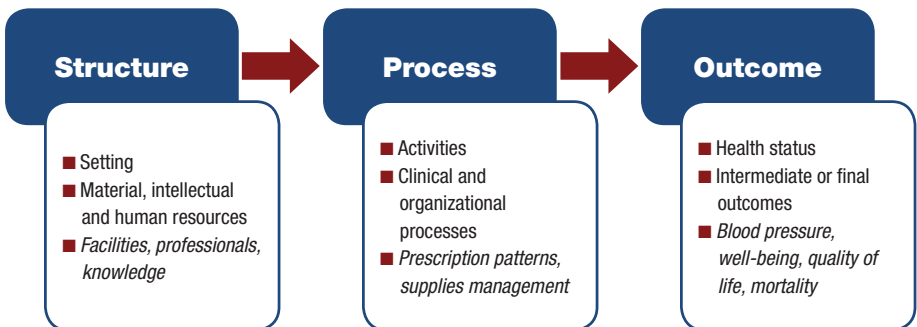 Structure
Setting
Material, intellectual
and human resources
Facilities, professionals,
knowledge
Process
Activities
Clinical and
organizational
processes
Prescription patterns,
supplies management
Outcome
Health status
Intermediate or final
outcomes
Blood pressure,
well-being, quality of
life, mortality